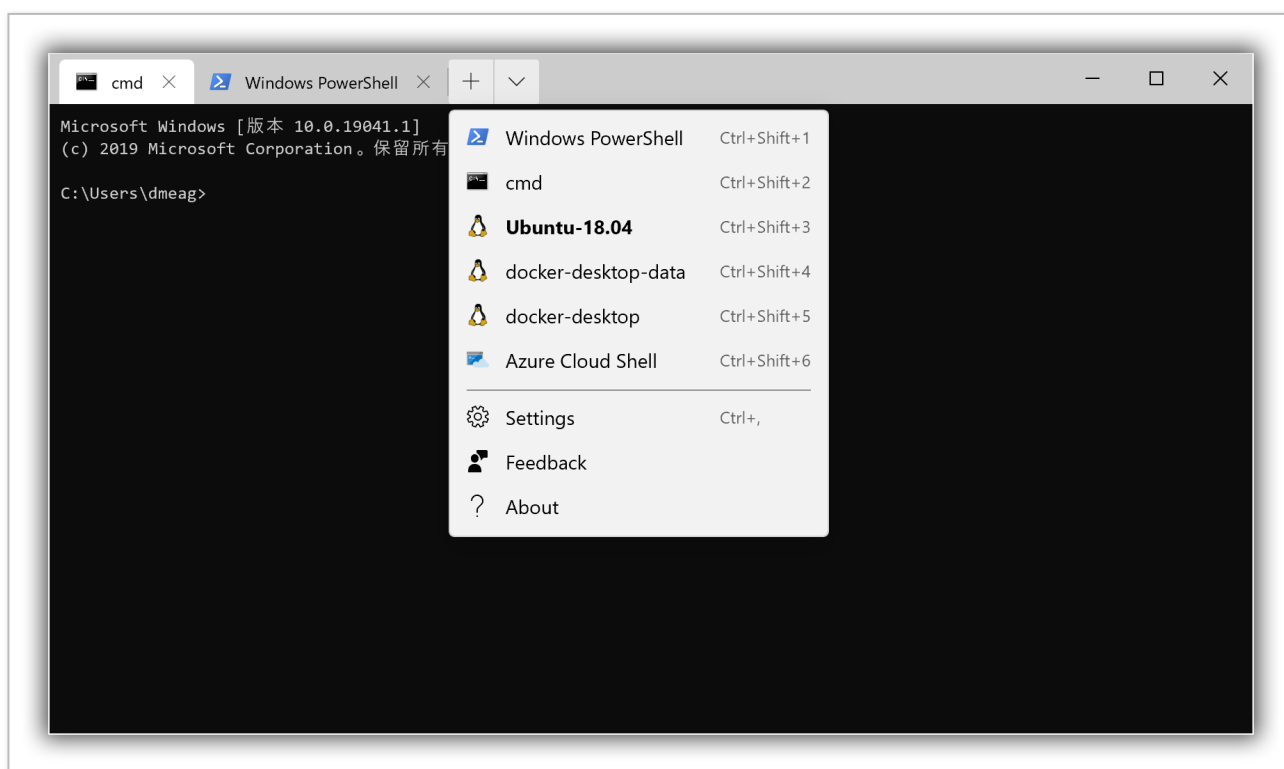 cmd
Windows PowerShell
Microsoft Windows [版本 10.0.19041.1]
(c) 2019 Microsoft Corporation。保留所有
C:\Users\dmeag>
Windows PowerShell Ctrl+Shift+1
cmd Ctrl+Shift+2
Ubuntu-18.04 Ctrl+Shift+3
docker-desktop-data Ctrl+Shift+4
docker-desktop Ctrl+Shift+5
Azure Cloud Shell Ctrl+Shift+6
Settings Ctrl+,
Feedback
About